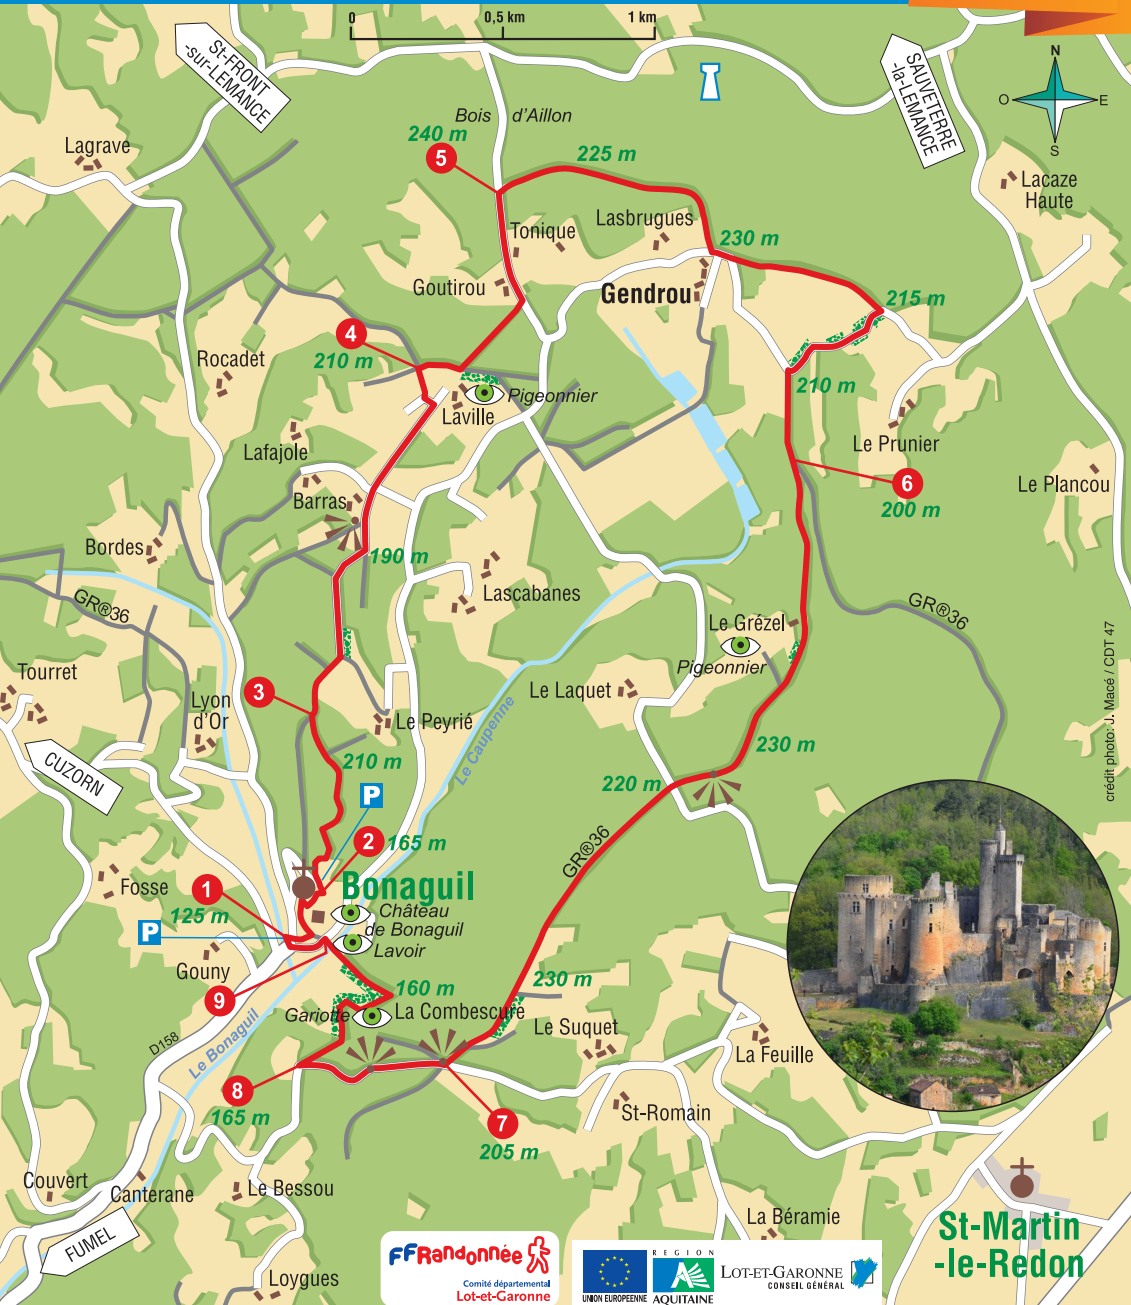 0
0,5 km
1 km
St-FRONT
-sur-LEMANCE
SAUVETERRE
-la-LEMANCE
N
O
E
S
Bois d'Aillon
240 m
5
225 m
Lagrave
Lacaze
Haute
Lasbrugues
Tonique
230 m
Goutirou
Gendrou
215 m
4
210 m
Rocadet
Pigeonnier
210 m
Laville
Le Prunier
Lafajole
6
200 m
Le Plancou
Barras
190 m
Bordes
GR®36
Lascabanes
GR®36
Le Grézel
Pigeonnier
Tourret
3
Lyon
d'Or
Le Laquet
Le Peyrié
Le Caupenne
230 m
CUZORN
210 m
P
220 m
crédit photo: J. Macé / CDT 47
2
165 m
GR®36
Fosse
1
125 m
Bonaguil
Château
de Bonaguil
P
Lavoir
Gouny
9
160 m
230 m
Gariotte
La Combescure
Le Suquet
D158
Le Bonaguil
La Feuille
8
165 m
7
205 m
St-Romain
Couvert
Canterane
Le Bessou
La Béramie
St-Martin
-le-Redon
FUMEL
Loygues
FFRandonnée
Comité départemental
Lot-et-Garonne
UNION EUROPEENNE
REGION
AQUITAINE
LOT-ET-GARONNE
CONSEIL GÉNÉRAL